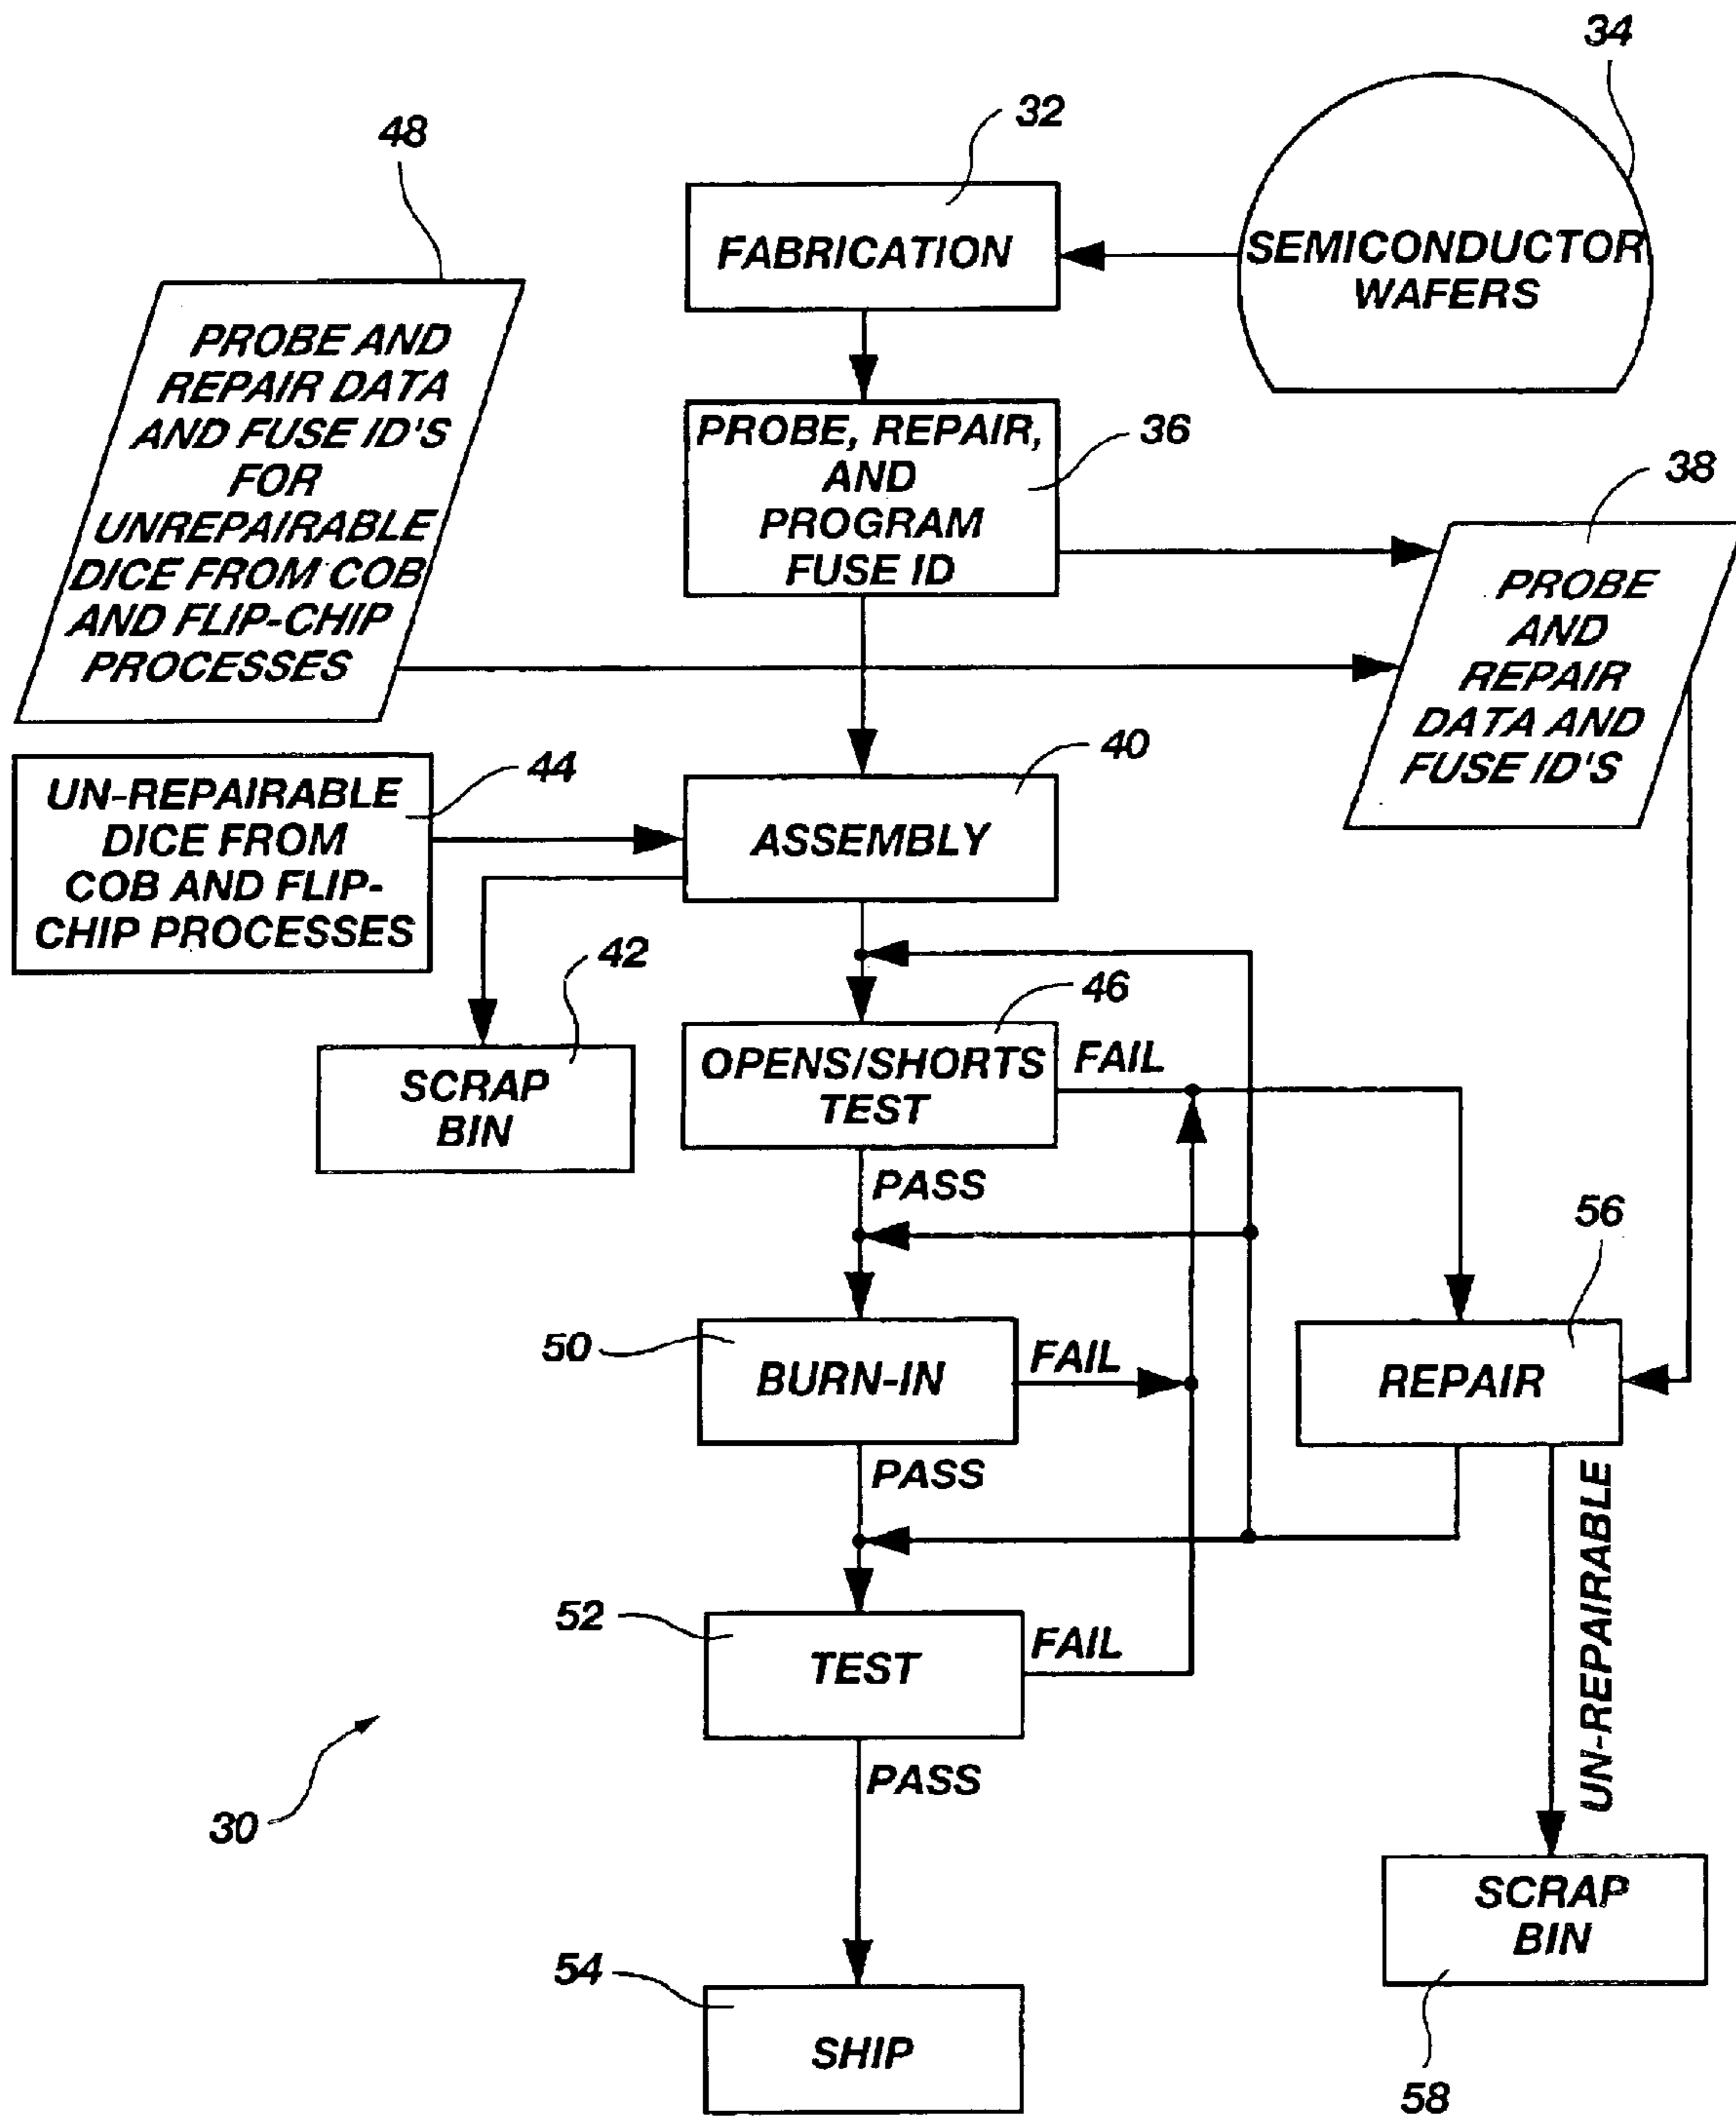 34
32
48
FABRICATION
SEMICONDUCTOR
WAFERS
PROBE AND
REPAIR DATA
AND FUSE ID'S
FOR
UNREPAIRABLE
DICE FROM COB
AND FLIP-CHIP
PROCESSES
PROBE, REPAIR,
AND
PROGRAM
FUSE ID
36
38
PROBE
AND
REPAIR
DATA AND
FUSE ID'S
44
UN-REPAIRABLE
DICE FROM
COB AND FLIP-
CHIP PROCESSES
40
ASSEMBLY
42
SCRAP
BIN
46
OPENS/SHORTS
TEST
FAIL
PASS
56
50
BURN-IN
FAIL
REPAIR
PASS
UN-REPAIRABLE
52
TEST
FAIL
30
PASS
SCRAP
BIN
54
SHIP
58